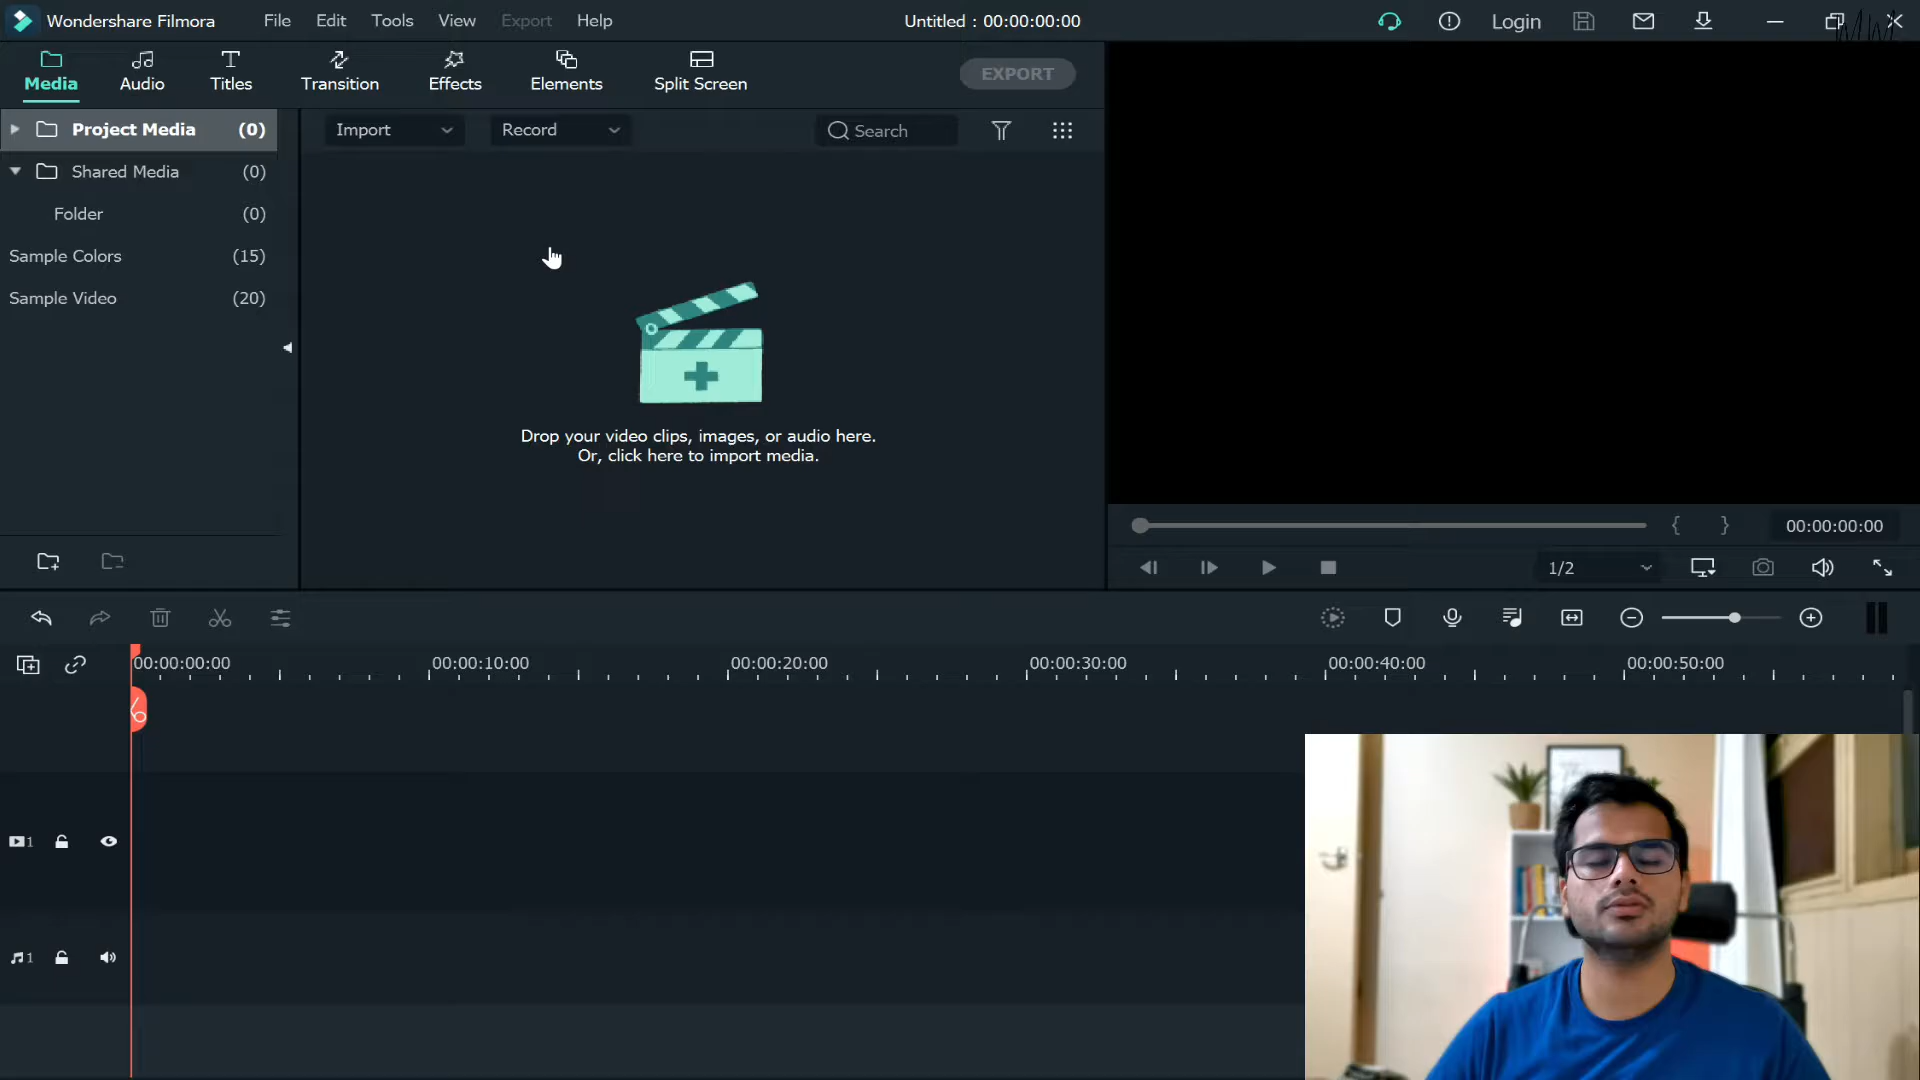 Wondershare Filmora File Edit Tools View Export Help Untitled : 00:00:00:00 Login
Media Audio Titles Transition Effects Elements Split Screen EXPORT
Project Media (0) Import Record Search
Shared Media (0)
Folder (0)
Sample Colors (15)
Sample Video (20)
Drop your video clips, images, or audio here.
Or, click here to import media.
{ } 00:00:00:00
1/2
00:00:00:00 00:00:10:00 00:00:20:00 00:00:30:00 00:00:40:00 00:00:50:00
1
1